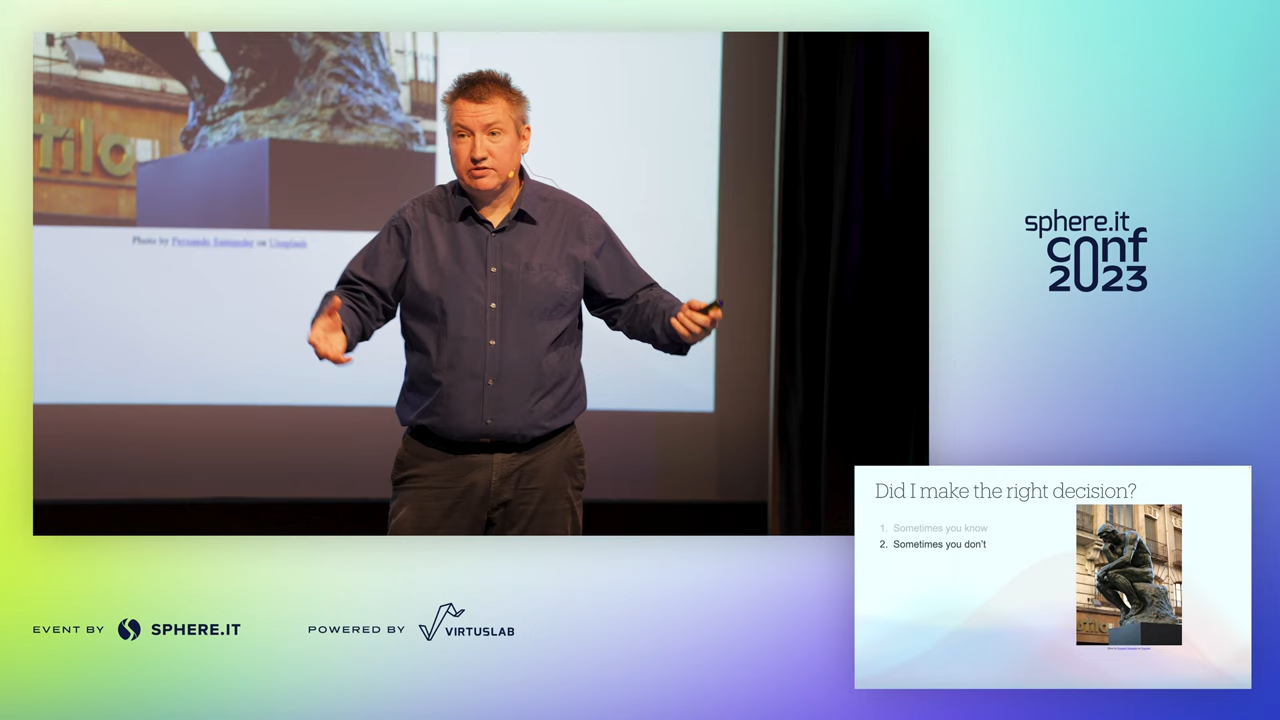 tilo
Photo by Fernando Santander on Unsplash
sphere.it
conf
2023
Did I make the right decision?
1. Sometimes you know
2. Sometimes you don't
EVENT BY SPHERE.IT
POWERED BY VIRTUSLAB